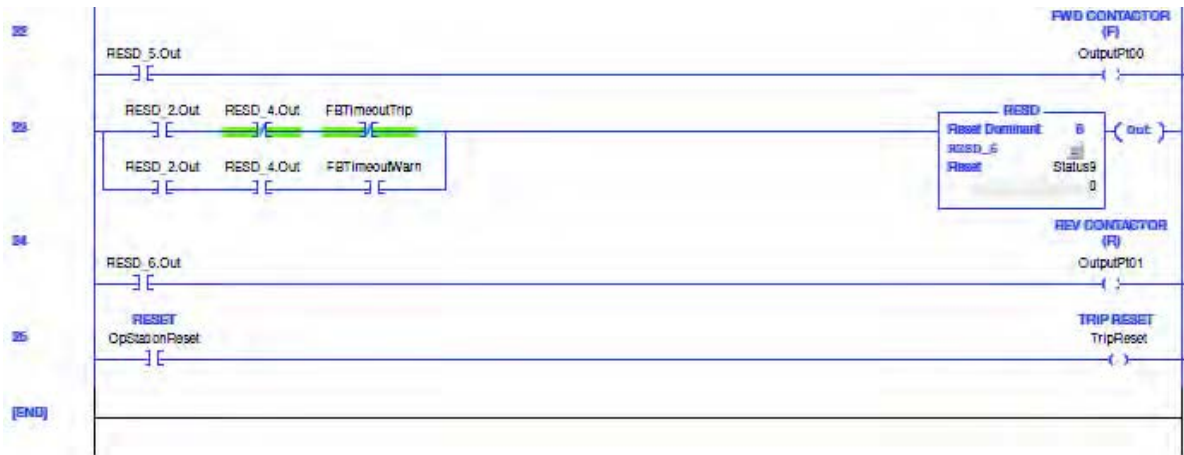 22
FWD CONTACTOR
(F)
RESD_5.Out
OutputPt00
23
RESD_2.Out RESD_4.Out FBTimeoutTrip
RESD
Reset Dominant 6
RESD_6
Reset Status9
0
Out
RESD_2.Out RESD_4.Out FBTimeoutWarn
24
REV CONTACTOR
(R)
RESD_6.Out
OutputPt01
25
RESET
OpStationReset
TRIP RESET
TripReset
[END]